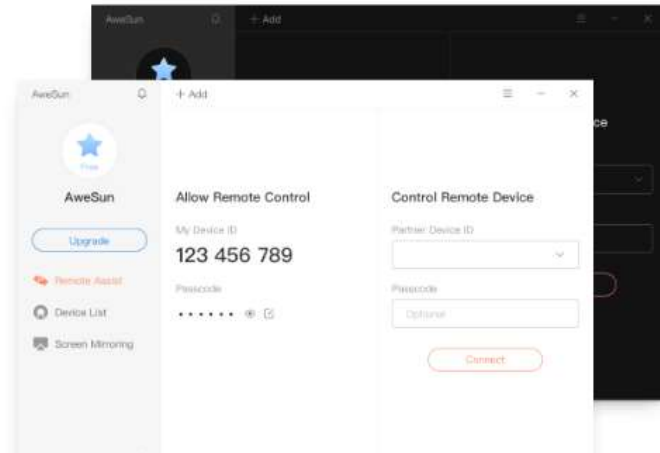 AweSun + Add
ce
AweSun + Add
Free
AweSun
Upgrade
Remote Assist
Device List
Screen Mirroring
Allow Remote Control
My Device ID
123 456 789
Passcode
Control Remote Device
Partner Device ID
Passcode
Optional
Connect